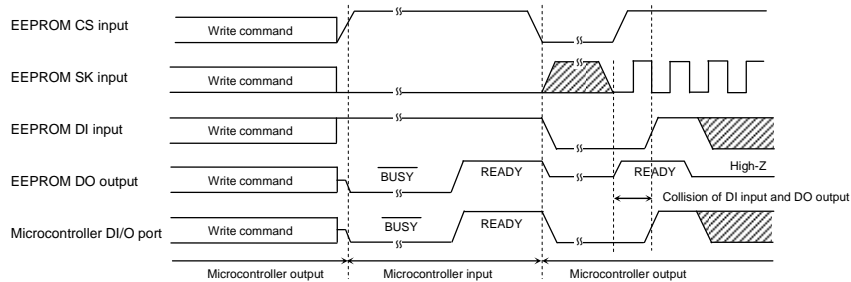 EEPROM CS input
Write command
EEPROM SK input
Write command
EEPROM DI input
Write command
EEPROM DO output
Write command
BUSY
READY
READY
High-Z
Collision of DI input and DO output
Microcontroller DI/O port
Write command
BUSY
READY
Microcontroller output
Microcontroller input
Microcontroller output